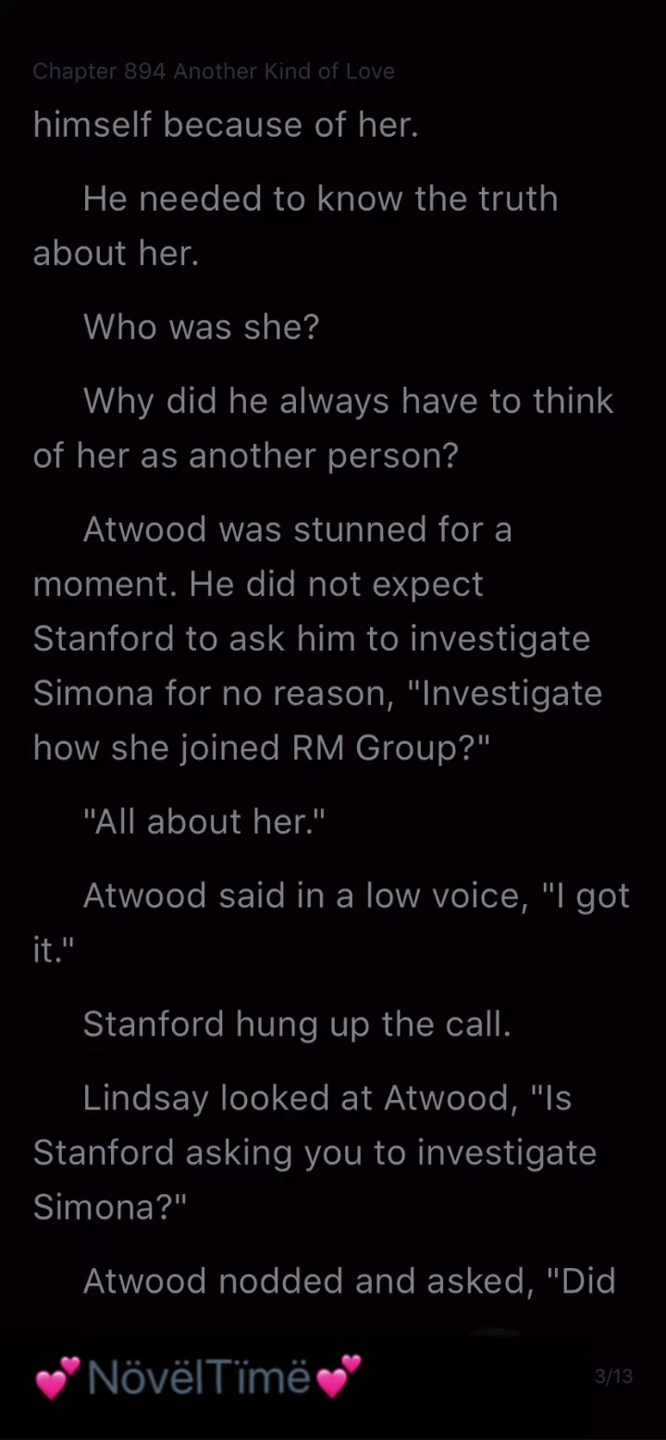 Chapter 894 Another Kind of Love
himself because of her.
He needed to know the truth
about her.
Who was she?
Why did he always have to think
of her as another person?
Atwood was stunned for a
moment. He did not expect
Stanford to ask him to investigate
Simona for no reason, "Investigate
how she joined RM Group?"
"All about her."
Atwood said in a low voice, "I got
it."
Stanford hung up the call.
Lindsay looked at Atwood, "Is
Stanford asking you to investigate
Simona?"
Atwood nodded and asked, "Did
💕NövëlTïmë💕
3/13